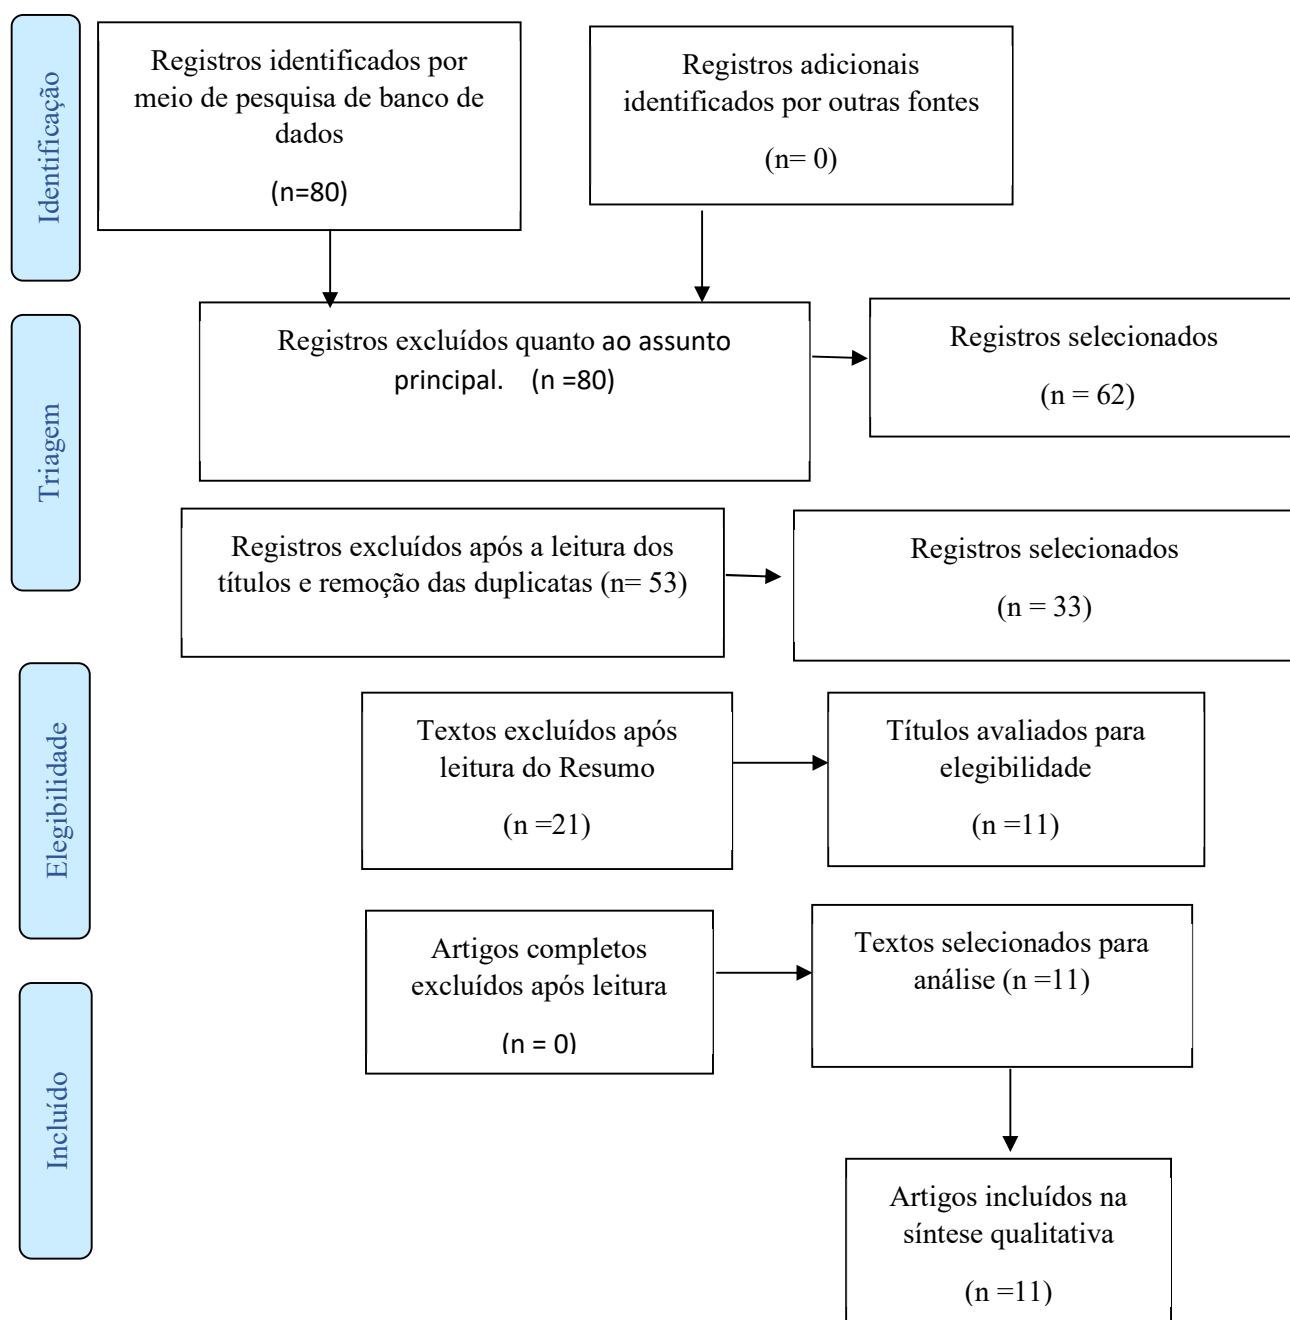 Identificação
Registros identificados por
meio de pesquisa de banco de
dados
(n=80)
Registros adicionais
identificados por outras fontes
(n= 0)
Triagem
Registros excluídos quanto ao assunto
principal. (n =80)
Registros selecionados
(n = 62)
Registros excluídos após a leitura dos
títulos e remoção das duplicatas (n= 53)
Registros selecionados
(n = 33)
Elegibilidade
Textos excluídos após
leitura do Resumo
(n =21)
Títulos avaliados para
elegibilidade
(n =11)
Artigos completos
excluídos após leitura
(n = 0)
Textos selecionados para
análise (n =11)
Incluído
Artigos incluídos na
síntese qualitativa
(n =11)